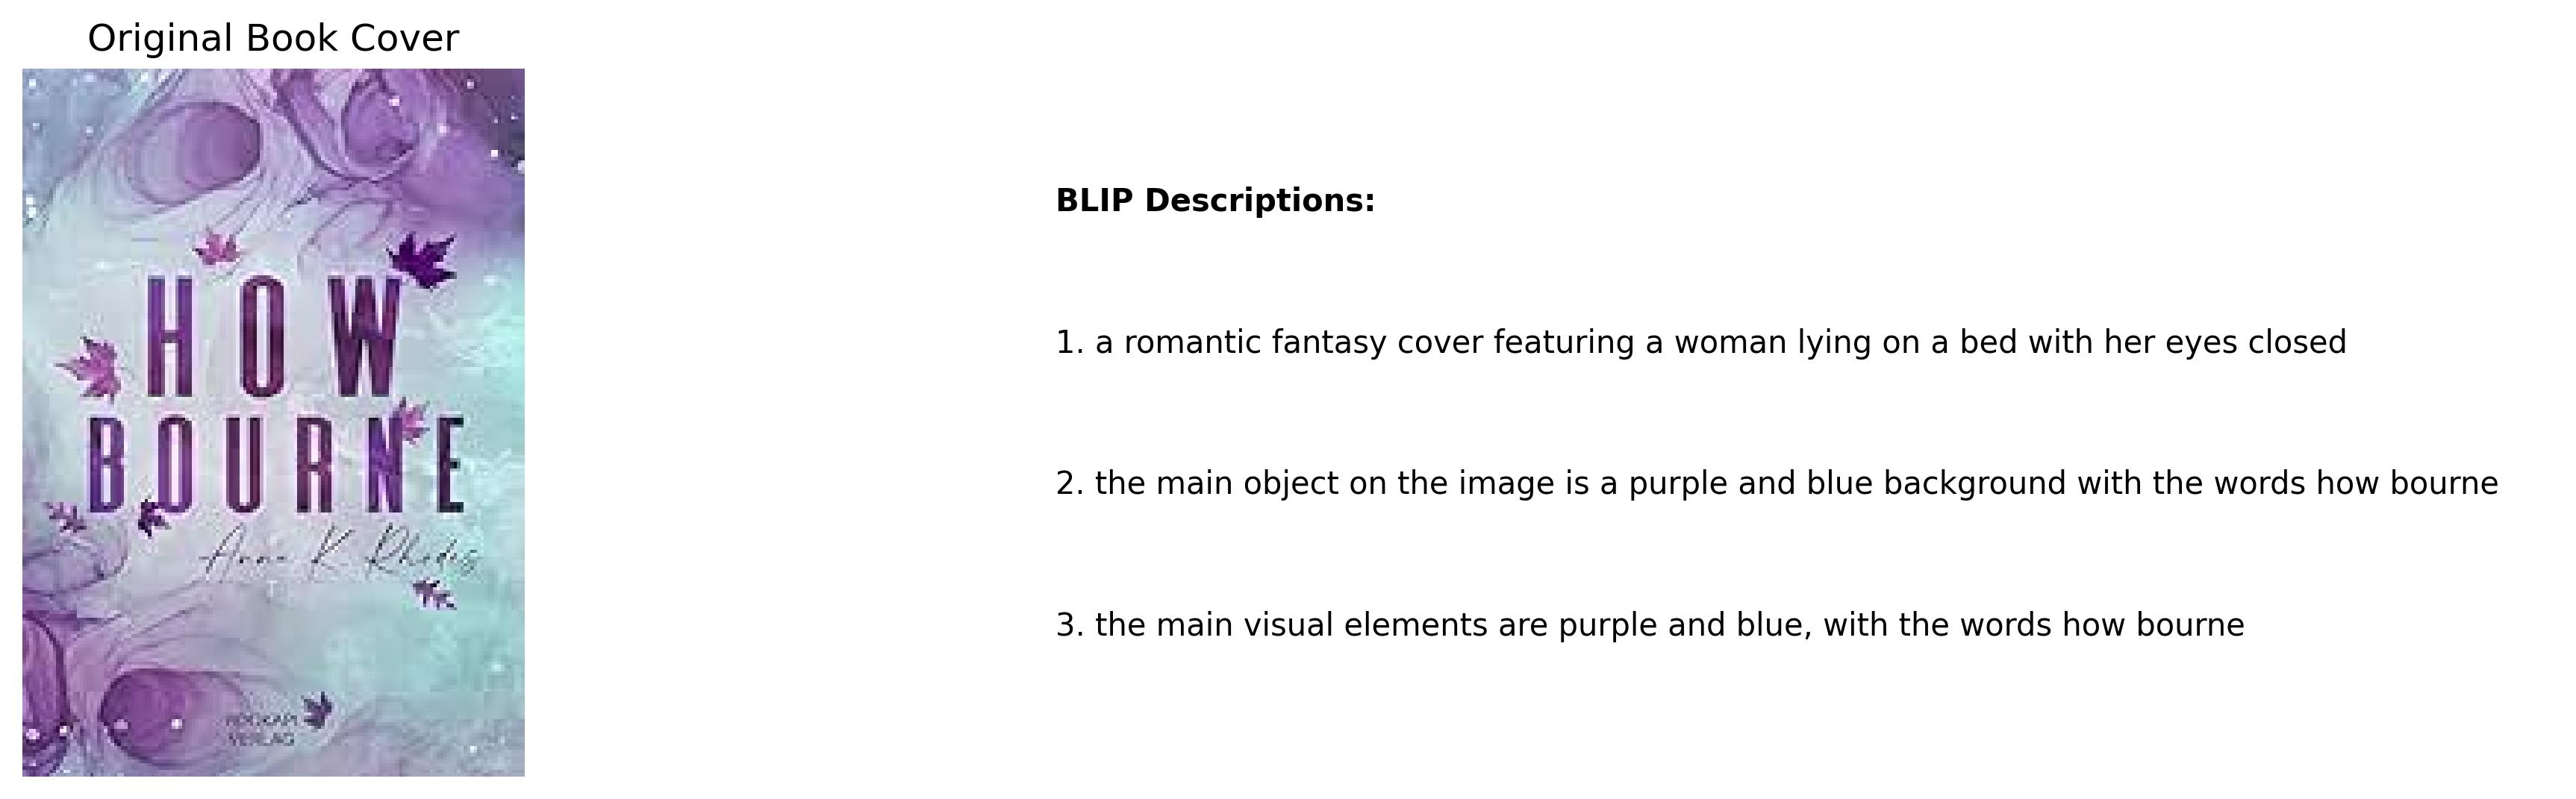 Original Book Cover
HOW
BOURNE
Anna K Rhodes
VERLAG
BLIP Descriptions:
1. a romantic fantasy cover featuring a woman lying on a bed with her eyes closed
2. the main object on the image is a purple and blue background with the words how bourne
3. the main visual elements are purple and blue, with the words how bourne